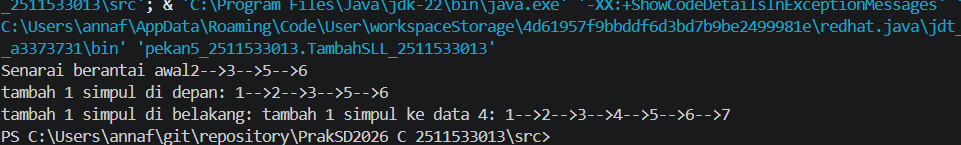 _2511533013\src'; & 'C:\Program Files\Java\jdk-22\bin\java.exe' '-XX:+ShowCodeDetailsInExceptionMessages' '
C:\Users\annaf\AppData\Roaming\Code\User\workspaceStorage\4d61957f9bbddf6d3bd7b9be2499981e\redhat.java\jdt_
_a3373731\bin' 'pekan5_2511533013.TambahSLL_2511533013'
Senarai berantai awal2-->3-->5-->6
tambah 1 simpul di depan: 1-->2-->3-->5-->6
tambah 1 simpul di belakang: tambah 1 simpul ke data 4: 1-->2-->3-->4-->5-->6-->7
PS C:\Users\annaf\git\repository\PrakSD2026_C_2511533013\src>